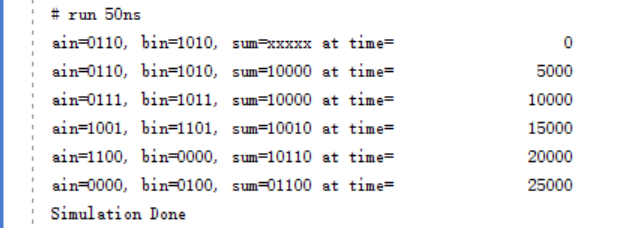 # run 50ns
ain=0110, bin=1010, sum=xxxxx at time= 0
ain=0110, bin=1010, sum=10000 at time= 5000
ain=0111, bin=1011, sum=10000 at time= 10000
ain=1001, bin=1101, sum=10010 at time= 15000
ain=1100, bin=0000, sum=10110 at time= 20000
ain=0000, bin=0100, sum=01100 at time= 25000
Simulation Done